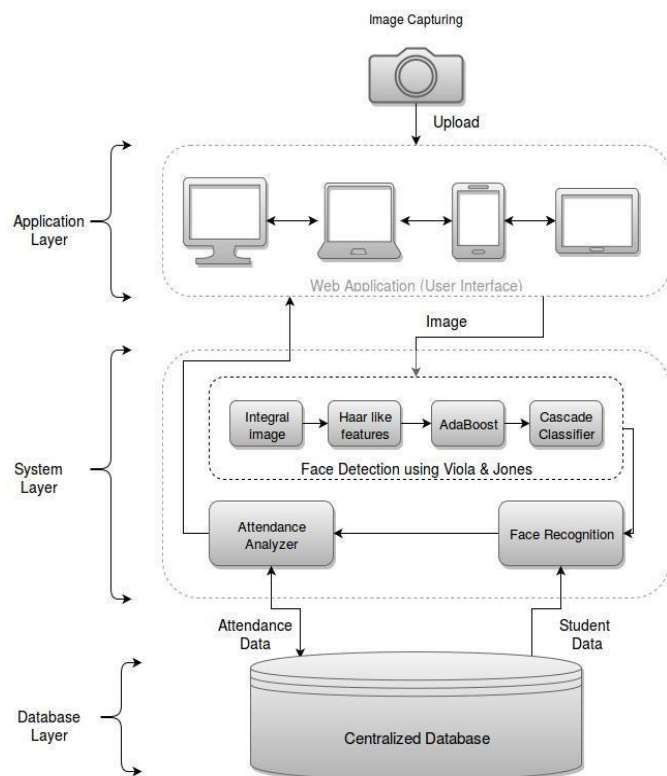 Image Capturing
Upload
Application
Layer
Web Application (User Interface)
Image
Integral
image
Haar like
features
AdaBoost
Cascade
Classifier
Face Detection using Viola & Jones
System
Layer
Attendance
Analyzer
Face Recognition
Attendance
Data
Student
Data
Database
Layer
Centralized Database